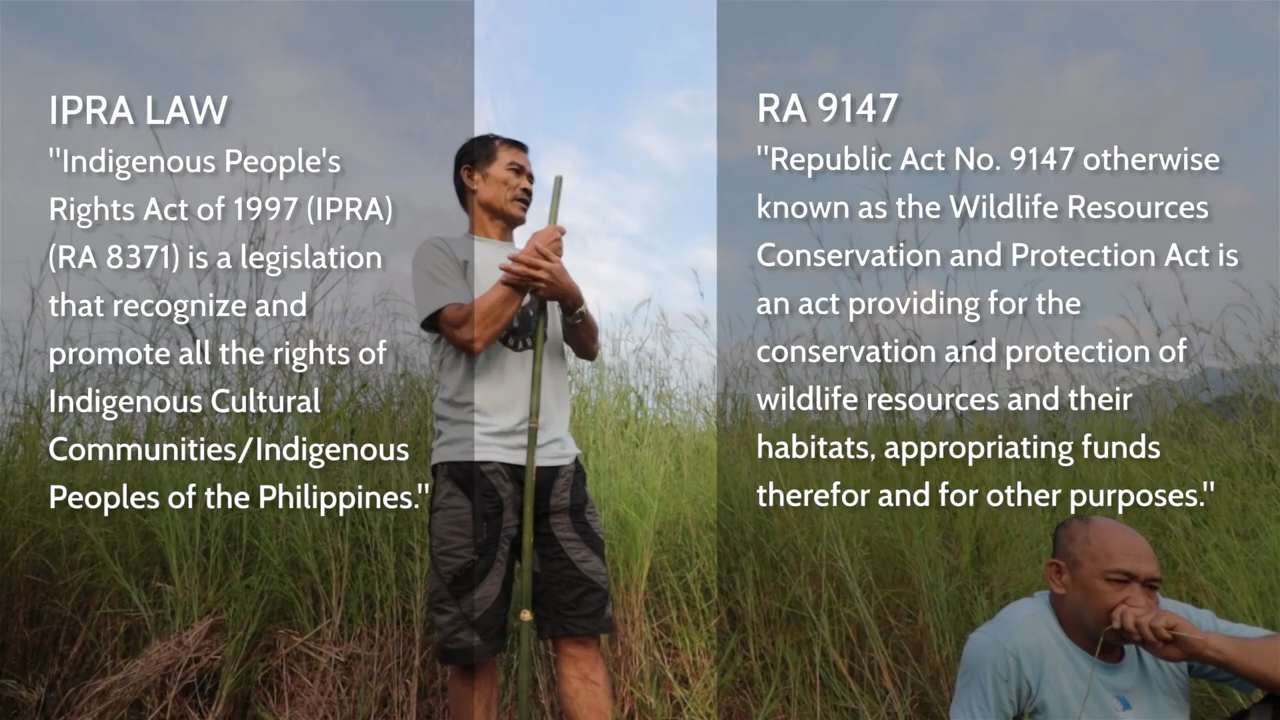 IPRA LAW
"Indigenous People's
Rights Act of 1997 (IPRA)
(RA 8371) is a legislation
that recognize and
promote all the rights of
Indigenous Cultural
Communities/Indigenous
Peoples of the Philippines."
RA 9147
"Republic Act No. 9147 otherwise
known as the Wildlife Resources
Conservation and Protection Act is
an act providing for the
conservation and protection of
wildlife resources and their
habitats, appropriating funds
therefor and for other purposes."